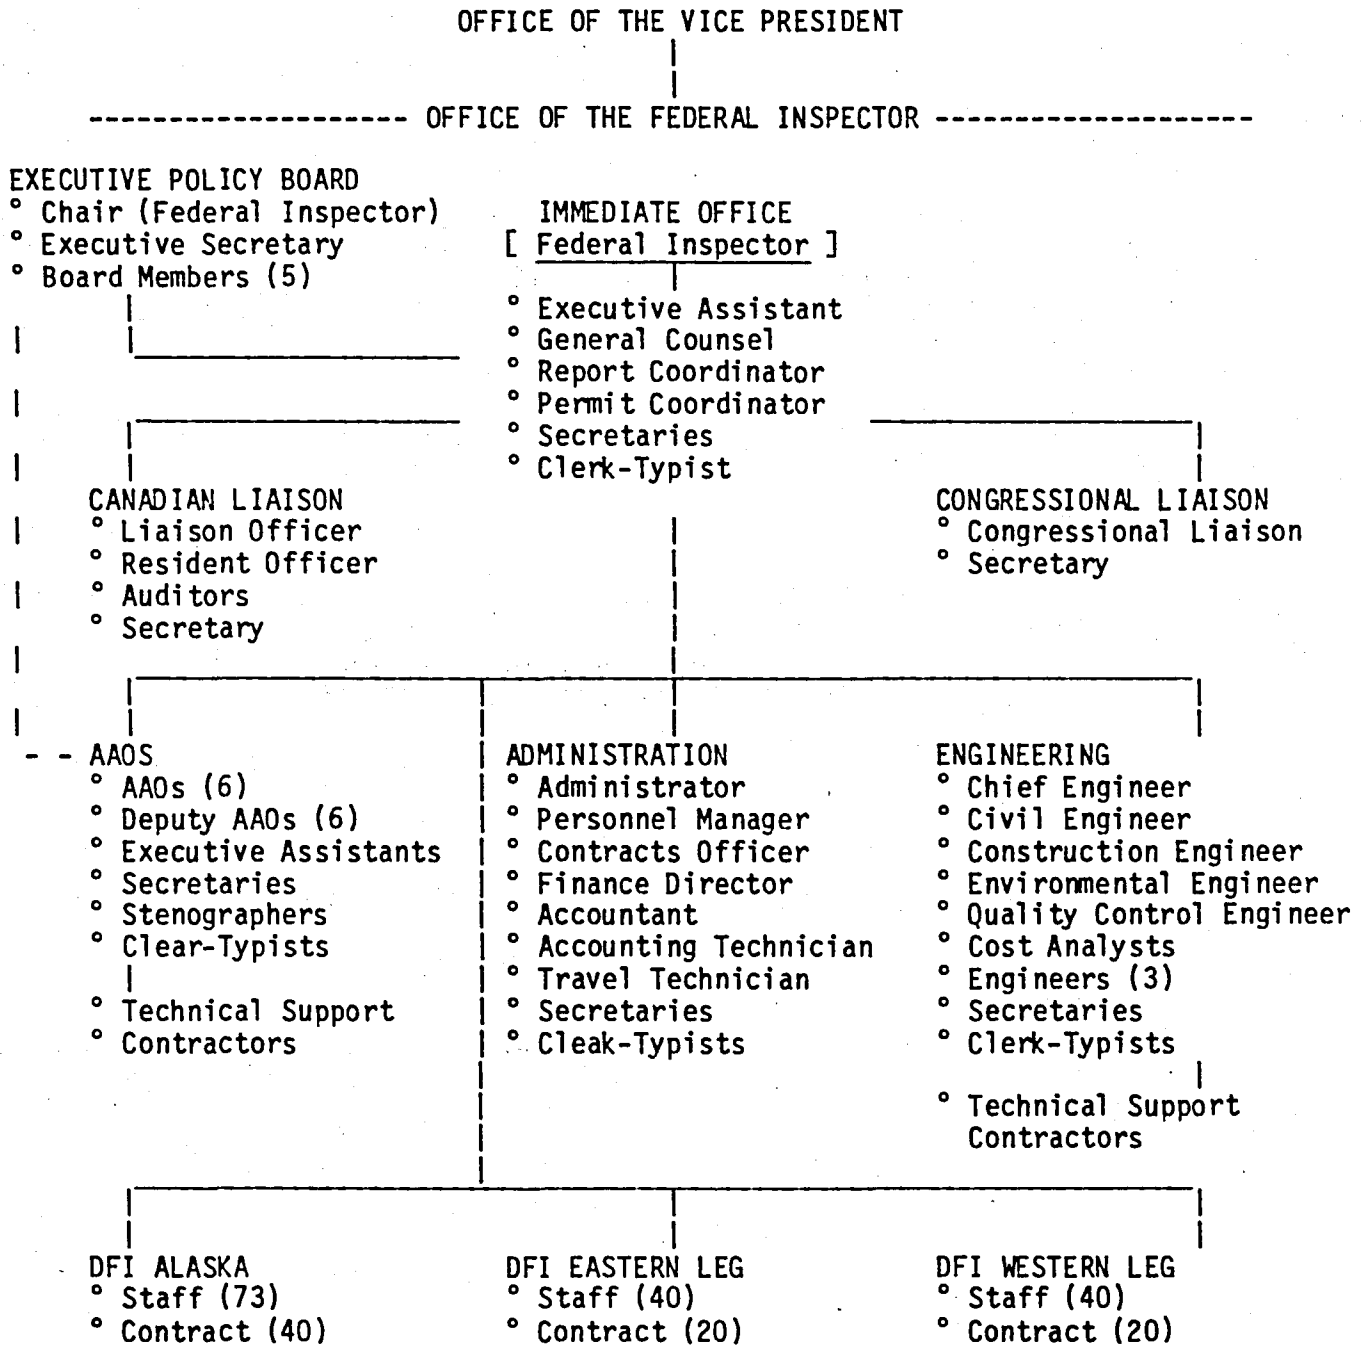 OFFICE OF THE VICE PRESIDENT
-------------------- OFFICE OF THE FEDERAL INSPECTOR --------------------
EXECUTIVE POLICY BOARD
° Chair (Federal Inspector)
° Executive Secretary
° Board Members (5)
IMMEDIATE OFFICE
[ Federal Inspector ]
° Executive Assistant
° General Counsel
° Report Coordinator
° Permit Coordinator
° Secretaries
° Clerk-Typist
CANADIAN LIAISON
° Liaison Officer
° Resident Officer
° Auditors
° Secretary
CONGRESSIONAL LIAISON
° Congressional Liaison
° Secretary
AAOS
° AAOs (6)
° Deputy AAOs (6)
° Executive Assistants
° Secretaries
° Stenographers
° Clear-Typists
° Technical Support
° Contractors
ADMINISTRATION
° Administrator
° Personnel Manager
° Contracts Officer
° Finance Director
° Accountant
° Accounting Technician
° Travel Technician
° Secretaries
° Cleak-Typists
ENGINEERING
° Chief Engineer
° Civil Engineer
° Construction Engineer
° Environmental Engineer
° Quality Control Engineer
° Cost Analysts
° Engineers (3)
° Secretaries
° Clerk-Typists
° Technical Support
Contractors
DFI ALASKA
° Staff (73)
° Contract (40)
DFI EASTERN LEG
° Staff (40)
° Contract (20)
DFI WESTERN LEG
° Staff (40)
° Contract (20)